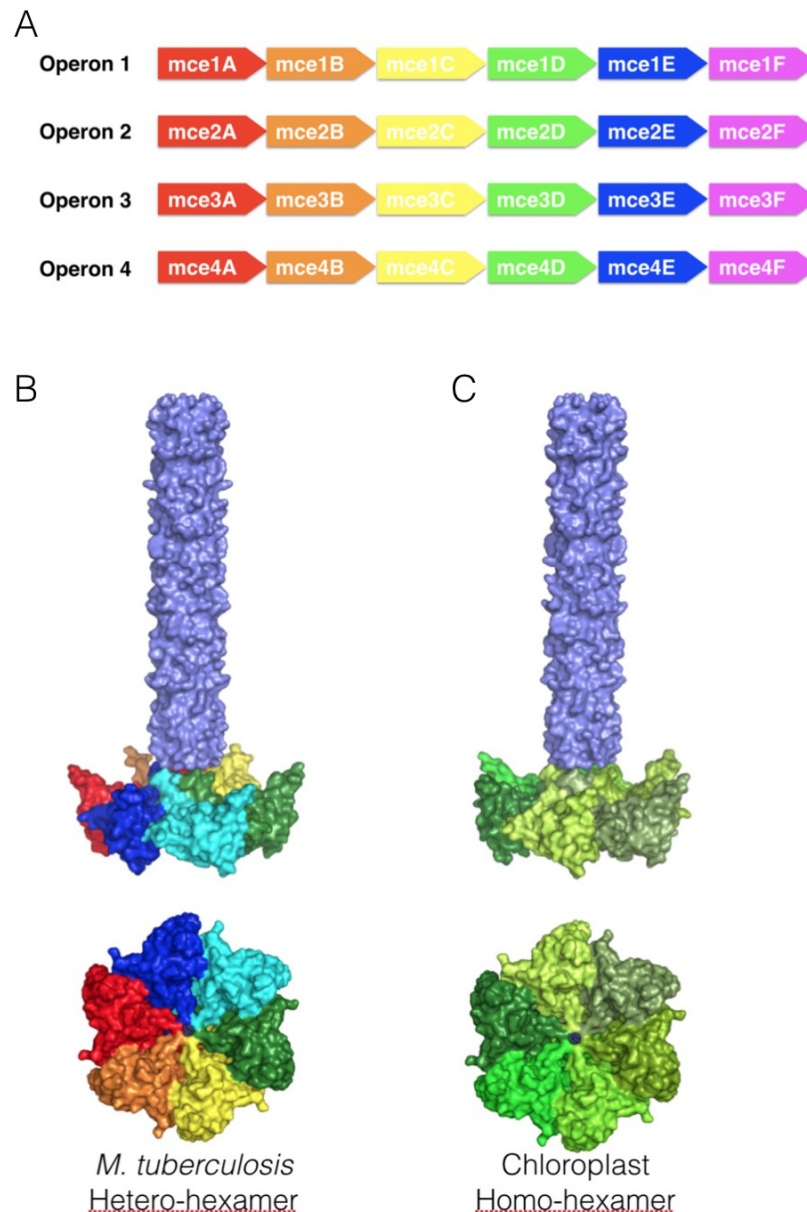 A
Operon 1 mce1A mce1B mce1C mce1D mce1E mce1F
Operon 2 mce2A mce2B mce2C mce2D mce2E mce2F
Operon 3 mce3A mce3B mce3C mce3D mce3E mce3F
Operon 4 mce4A mce4B mce4C mce4D mce4E mce4F
B C
M. tuberculosis Chloroplast
Hetero-hexamer Homo-hexamer